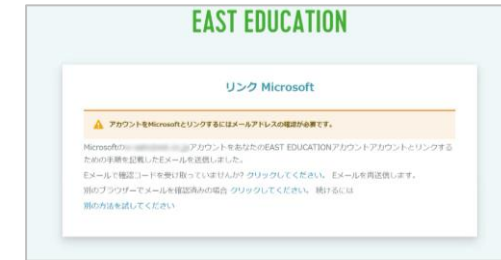 EAST EDUCATION
リンク Microsoft
アカウントをMicrosoftとリンクするにはメールアドレスの確認が必要です。
Microsoftの アカウントをあなたのEAST EDUCATIONアカウントアカウントとリンクする
ための手順を記載したEメールを送信しました。
Eメールで確認コードを受け取っていませんか? クリックしてください。 Eメールを再送信します。
別のブラウザーでメールを確認済みの場合 クリックしてください。 続けるには
別の方法を試してください